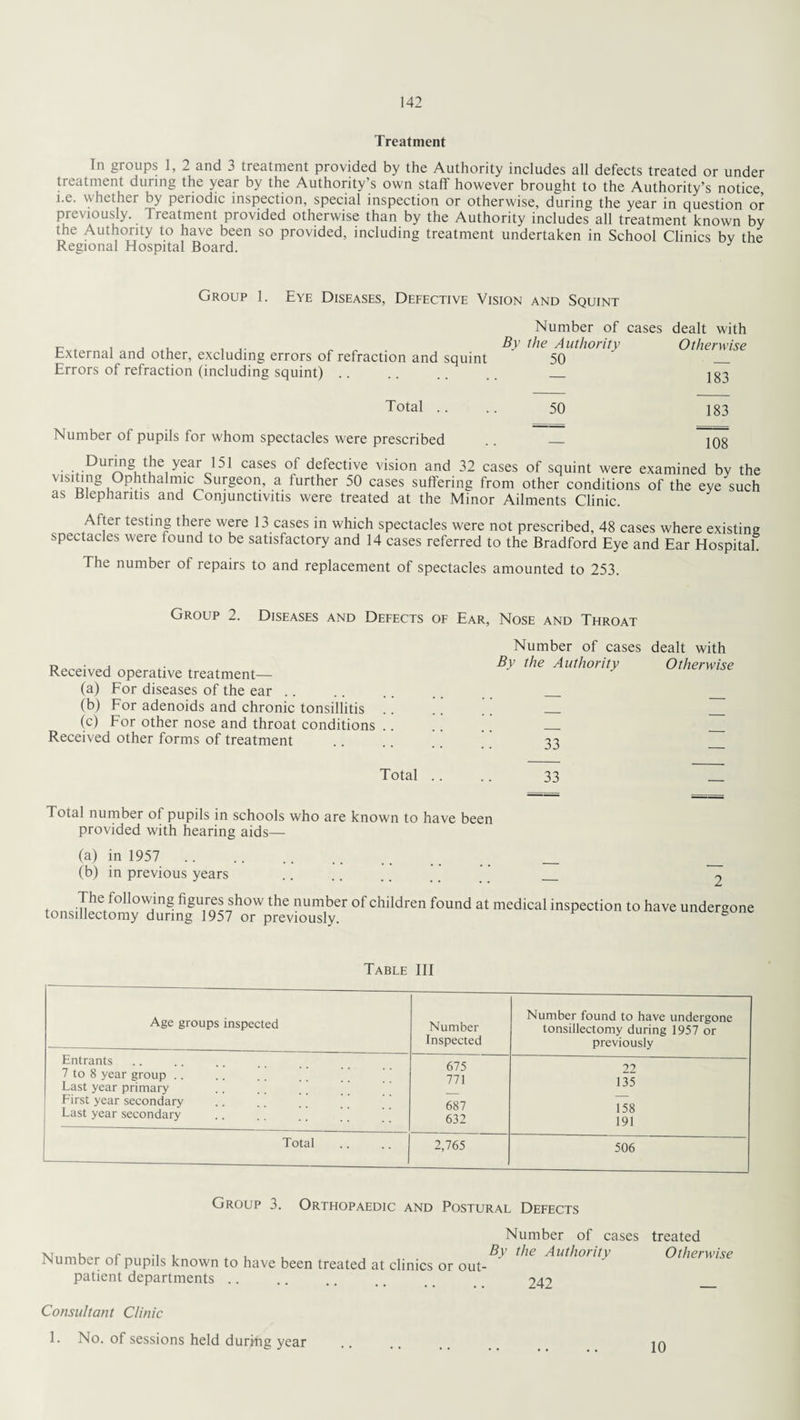 142
Treatment
In groups 1, 2 and 3 treatment provided by the Authority includes all defects treated or under
treatment during the year by the Authority's own staff however brought to the Authority's notice,
i.e. whether by periodic inspection, special inspection or otherwise, during the year in question or
previously. Treatment provided otherwise than by the Authority includes all treatment known by
the Authority to have been so provided, including treatment undertaken in School Clinics by the
Regional Hospital Board.
Group 1. Eye Diseases, Defective Vision and Squint
Number of cases dealt with
By the Authority Otherwise
External and other, excluding errors of refraction and squint 50 —
Errors of refraction (including squint) .. .. .. .. — 183
Total .. .. 50 183
Number of pupils for whom spectacles were prescribed .. — 108
During the year 151 cases of defective vision and 32 cases of squint were examined by the
visiting Ophthalmic Surgeon, a further 50 cases suffering from other conditions of the eye such
as Blepharitis and Conjunctivitis were treated at the Minor Ailments Clinic.
After testing there were 13 cases in which spectacles were not prescribed, 48 cases where existing
spectacles were found to be satisfactory and 14 cases referred to the Bradford Eye and Ear Hospital.
The number of repairs to and replacement of spectacles amounted to 253.
Group 2. Diseases and Defects of Ear, Nose and Throat
Number of cases dealt with
By the Authority Otherwise
Received operative treatment—
(a) For diseases of the ear .. .. .. .. .. — —
(b) For adenoids and chronic tonsillitis .. .. .. — —
(c) For other nose and throat conditions .. .. .. — —
Received other forms of treatment .. .. .. .. 33 —
Total .. .. 33 —
Total number of pupils in schools who are known to have been
provided with hearing aids—
(a) in 1957 .. .. .. .. .. .. .. — —
(b) in previous years .. .. .. .. .. — 2
The following figures show the number of children found at medical inspection to have undergone
tonsillectomy during 1957 or previously.
Table III
Age groups inspected Number Inspected Number found to have undergone tonsillectomy during 1957 or previously
Entrants .. .. .. .. .. .. 675 22
7 to 8 year group .. .. .. .. .. .. 771 135
Last year primary .. .. .. .. .. — —
First year secondary .. .. .. .. .. 687 158
Last year secondary .. .. .. .. .. 632 191
Total .. .. 2,765 506
Group 3. Orthopaedic and Postural Defects
Number of cases treated
By the Authority Otherwise
Number of pupils known to have been treated at clinics or out-
patient departments .. .. .. .. .. .. 242 —
Consultant Clinic
1. No. of sessions held during year .. .. .. .. .. .. 10